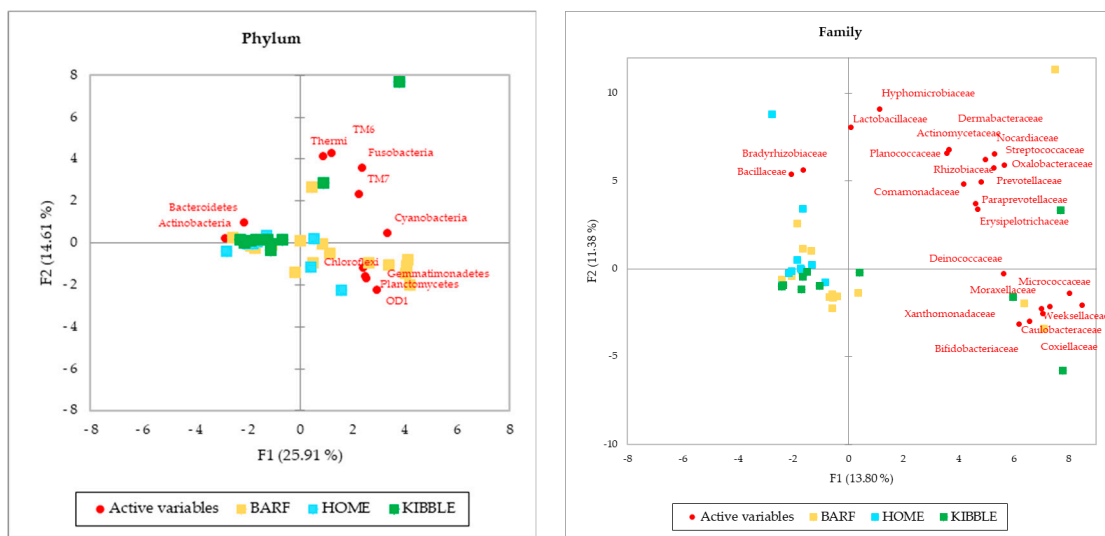 Phylum
8
6
4
2
0
-2
-4
-6
-8
-8 -6 -4 -2 0 2 4 6 8
F2 (14.61 %)
F1 (25.91 %)
TM6
Thermi
Fusobacteria
TM7
Bacteroidetes
Actinobacteria
Cyanobacteria
Chloroflexi
Gemmatimonadetes
Planctomycetes
OD1
Active variables BARF HOME KIBBLE
Family
10
5
0
-5
-10
-8 -6 -4 -2 0 2 4 6 8
F2 (11.38 %)
F1 (13.80 %)
Hyphomicrobiaceae
Lactobacillaceae
Dermabacteraceae
Actinomycetaceae
Nocardiaceae
Planococcaceae
Streptococcaceae
Bradyrhizobiaceae
Rhizobiaceae
Oxalobacteraceae
Bacillaceae
Prevotellaceae
Comamonadaceae
Paraprevotellaceae
Erysipelotrichaceae
Deinococcaceae
Micrococcaceae
Moraxellaceae
Xanthomonadaceae
Weeksellaceae
Caulobacteraceae
Bifidobacteriaceae
Coxiellaceae
Active variables BARF HOME KIBBLE